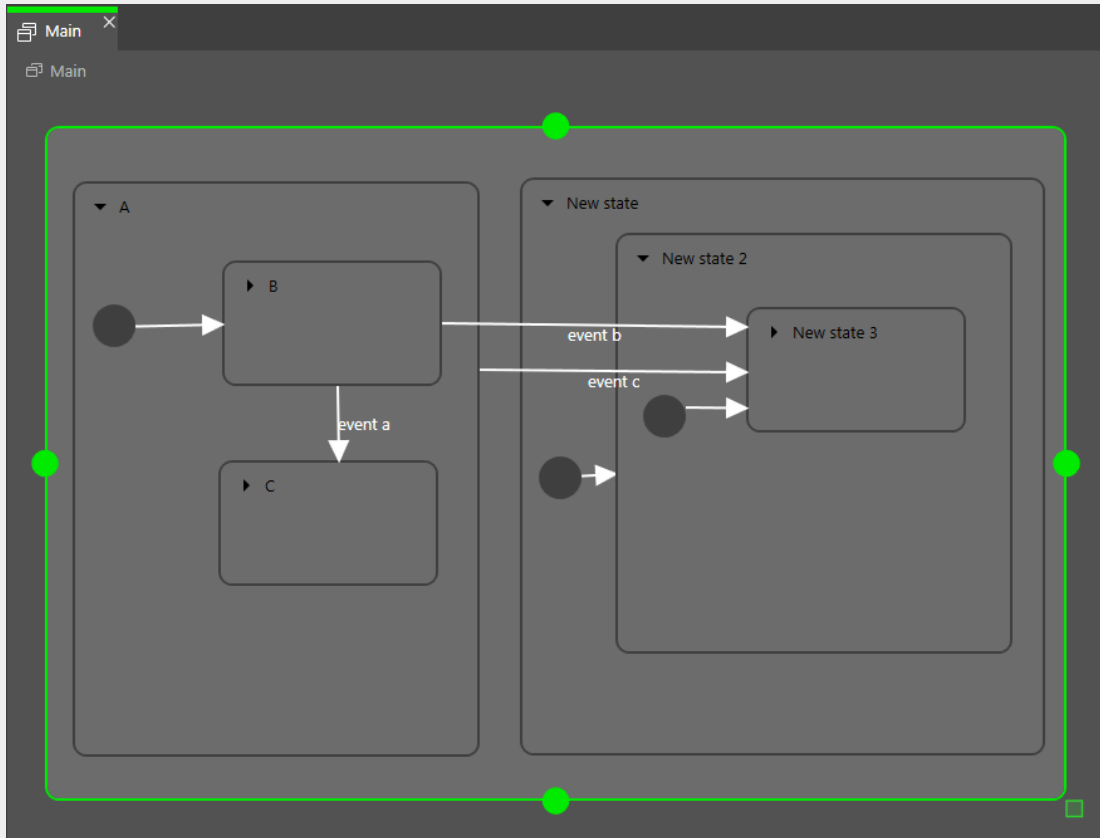 Main
Main
A
New state
New state 2
B
event b
New state 3
event c
event a
C